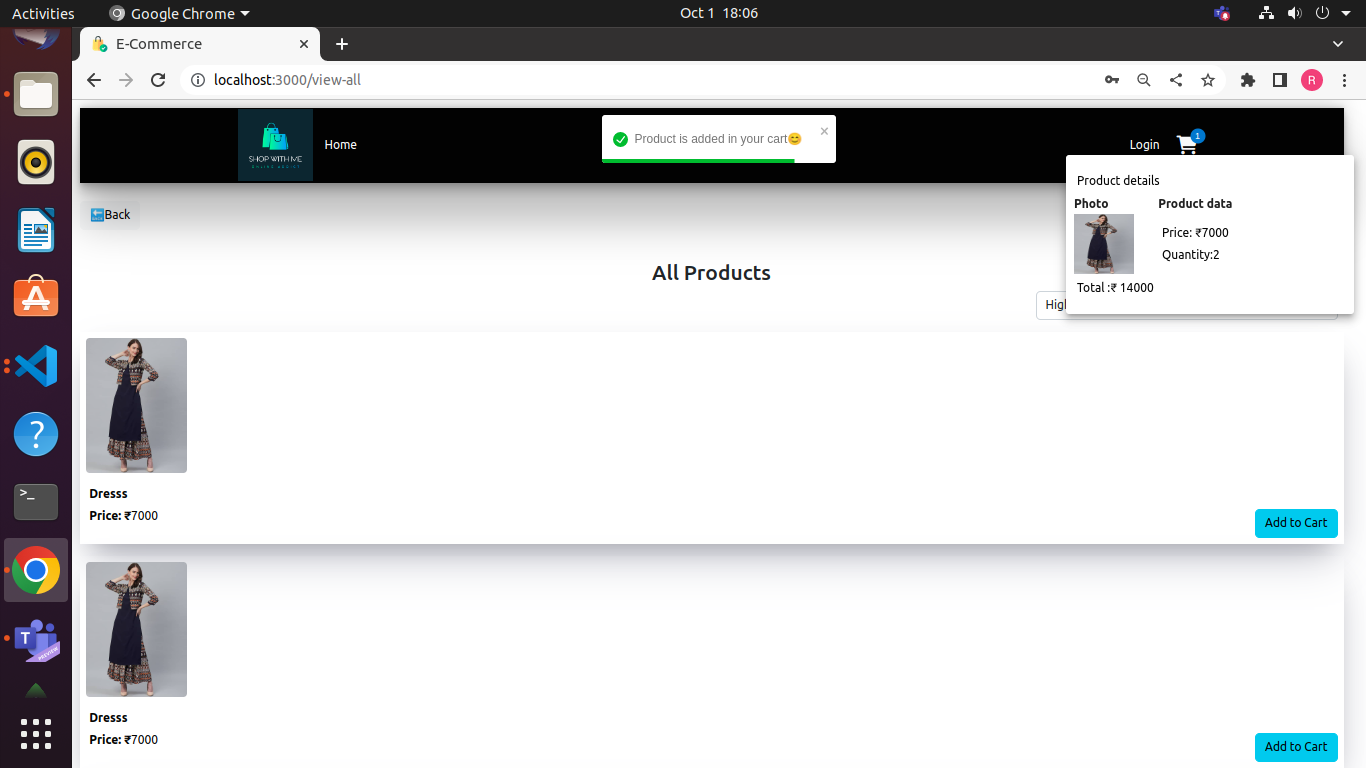 Activities
Google Chrome
Oct 1 18:06
E-Commerce
localhost:3000/view-all
R
SHOP WITH ME
ONLINE ADDICT
Home
Product is added in your cart😊
Login
1
Product details
Photo
Product data
Price: ₹7000
Quantity:2
Total :₹ 14000
🔙Back
All Products
High
Dresss
Price: ₹7000
Add to Cart
Dresss
Price: ₹7000
Add to Cart